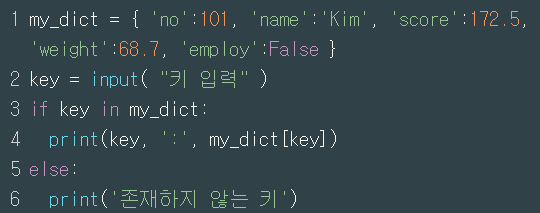 1 my_dict = { 'no':101, 'name':'Kim', 'score':172.5,
'weight':68.7, 'employ':False }
2 key = input( "키 입력" )
3 if key in my_dict:
4   print(key, ':', my_dict[key])
5 else:
6   print('존재하지 않는 키')